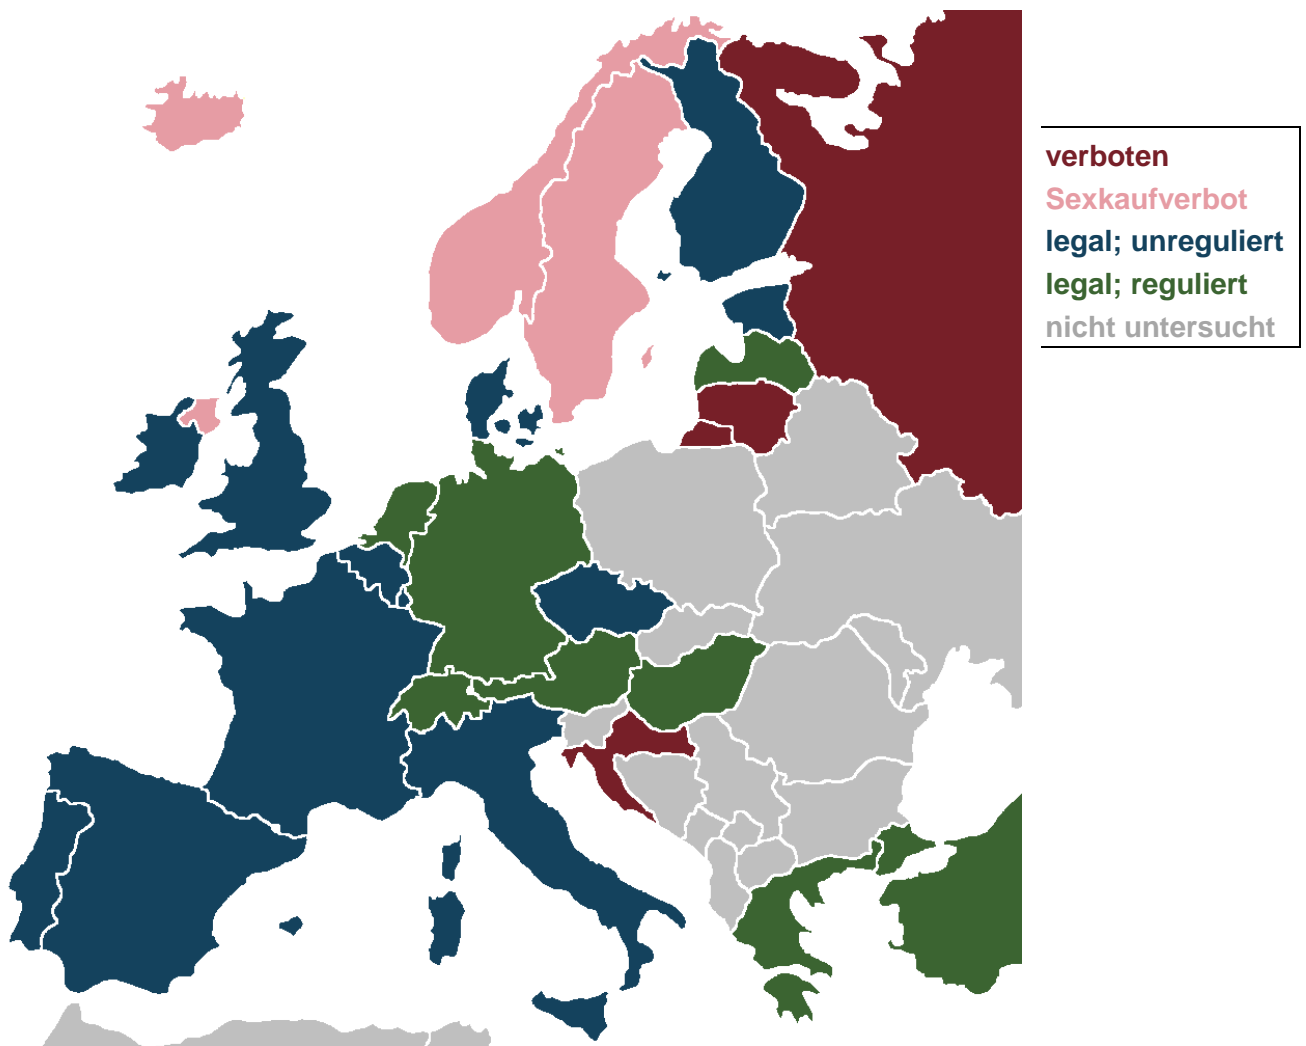 verboten
Sexkaufverbot
legal; unreguliert
legal; reguliert
nicht untersucht